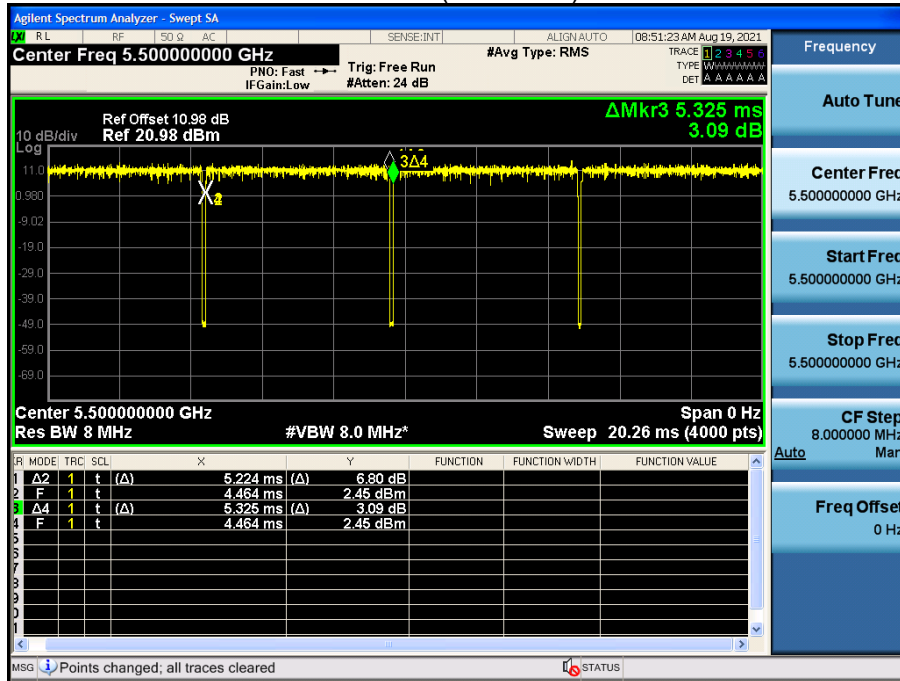 Agilent Spectrum Analyzer - Swept SA
LXI RL RF 50 Ω AC SENSE:INT ALIGN AUTO 08:51:23 AM Aug 19, 2021
Center Freq 5.500000000 GHz #Avg Type: RMS TRACE 1 2 3 4 5 6
PNO: Fast Trig: Free Run TYPE W
IFGain:Low #Atten: 24 dB DET A A A A A A
Frequency
Auto Tune
ΔMkr3 5.325 ms
3.09 dB
Ref Offset 10.98 dB
10 dB/div Ref 20.98 dBm
Log
3Δ4
11.0
0.980
-9.02
-19.0
-29.0
-39.0
-49.0
-59.0
-69.0
X
Center 5.500000000 GHz Span 0 Hz
Res BW 8 MHz #VBW 8.0 MHz* Sweep 20.26 ms (4000 pts)
MODE TRC SCL X Y FUNCTION FUNCTION WIDTH FUNCTION VALUE
1 Δ2 1 t (Δ) 5.224 ms (Δ) 6.80 dB
2 F 1 t 4.464 ms 2.45 dBm
3 Δ4 1 t (Δ) 5.325 ms (Δ) 3.09 dB
4 F 1 t 4.464 ms 2.45 dBm
Center Freq
5.500000000 GHz
Start Freq
5.500000000 GHz
Stop Freq
5.500000000 GHz
CF Step
8.000000 MHz
Auto Man
Freq Offset
0 Hz
MSG Points changed; all traces cleared STATUS